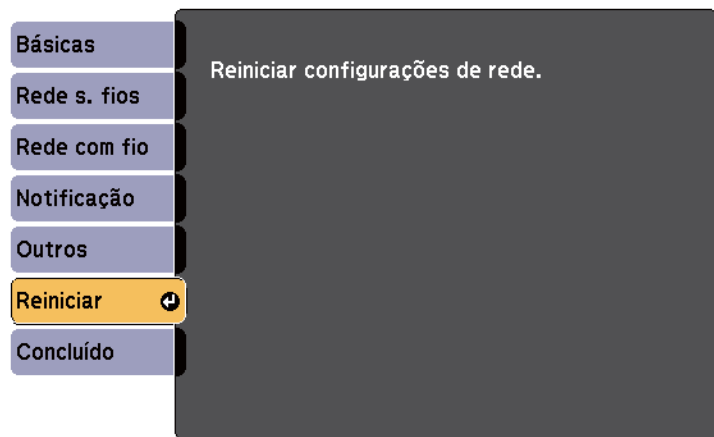 Básicas
Reiniciar configurações de rede.
Rede s. fios
Rede com fio
Notificação
Outros
Reiniciar
Concluído